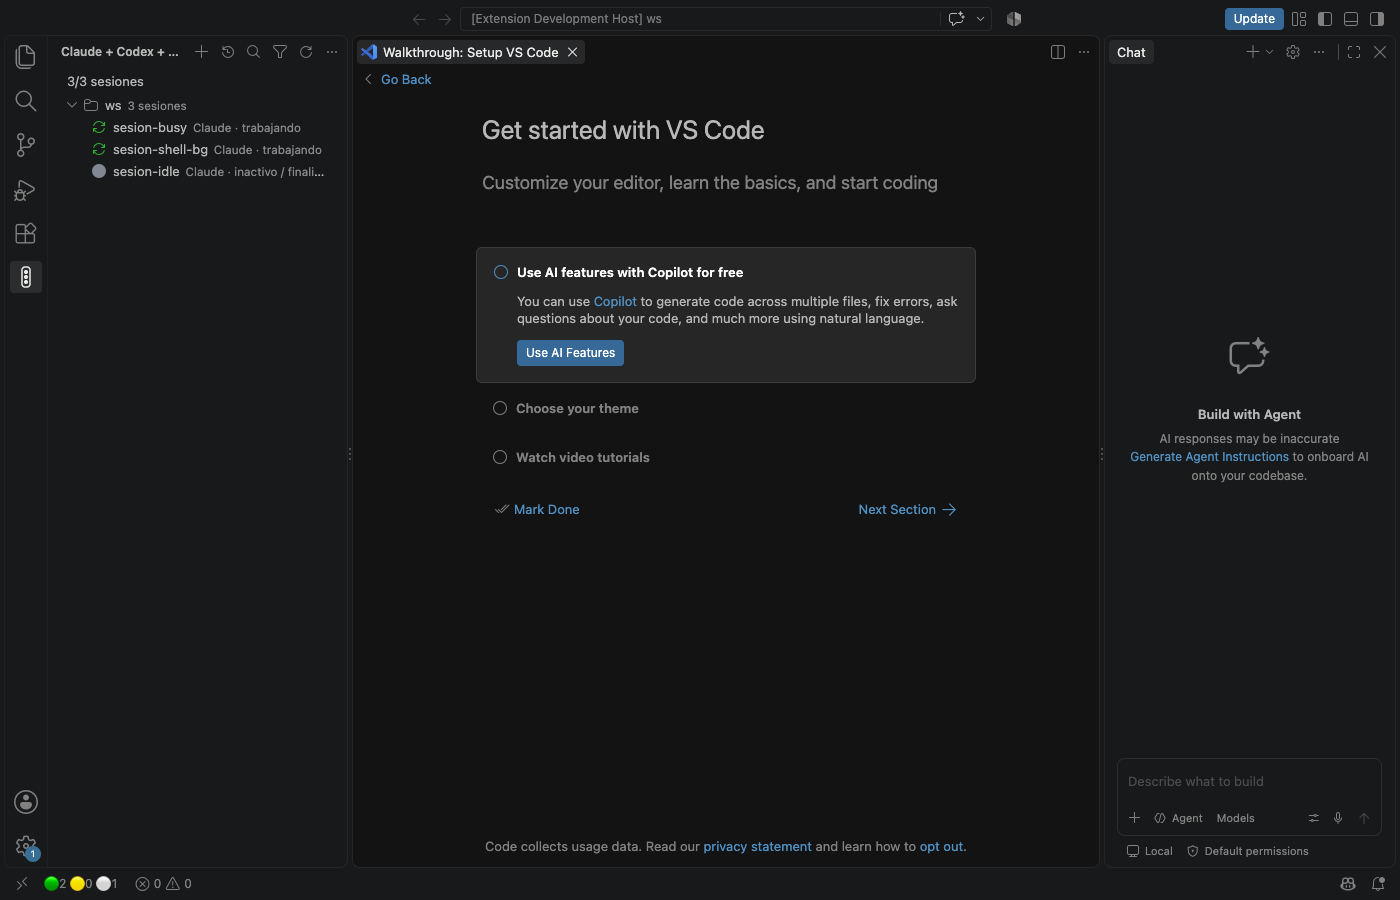 [Extension Development Host] ws
Update
Claude + Codex + ...
3/3 sesiones
ws 3 sesiones
sesion-busy Claude · trabajando
sesion-shell-bg Claude · trabajando
sesion-idle Claude · inactivo / finali...
Walkthrough: Setup VS Code
Go Back
Get started with VS Code
Customize your editor, learn the basics, and start coding
Use AI features with Copilot for free
You can use Copilot to generate code across multiple files, fix errors, ask
questions about your code, and much more using natural language.
Use AI Features
Choose your theme
Watch video tutorials
Mark Done
Next Section
Code collects usage data. Read our privacy statement and learn how to opt out.
Chat
Build with Agent
AI responses may be inaccurate
Generate Agent Instructions to onboard AI
onto your codebase.
Describe what to build
Agent Models
Local Default permissions
1
2 0 1 0 0